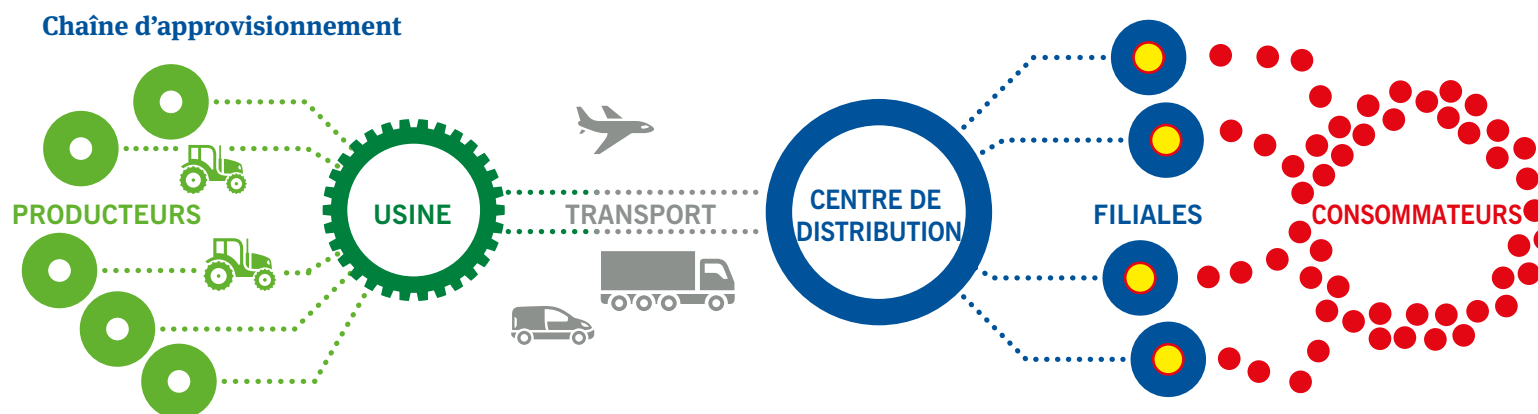 Chaîne d’approvisionnement
PRODUCTEURS
USINE
TRANSPORT
CENTRE DE
DISTRIBUTION
FILIALES
CONSOMMATEURS